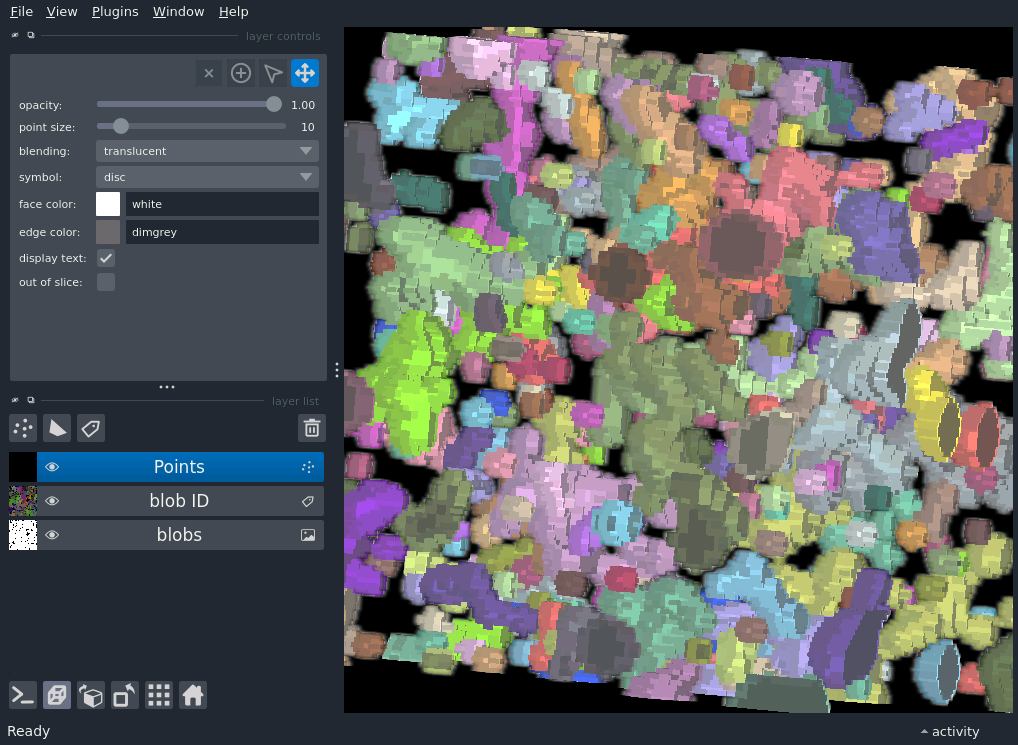 File View Plugins Window Help
layer controls
opacity: 1.00
point size: 10
blending: translucent
symbol: disc
face color: white
edge color: dimgrey
display text:
out of slice:
layer list
Points
blob ID
blobs
Ready
activity